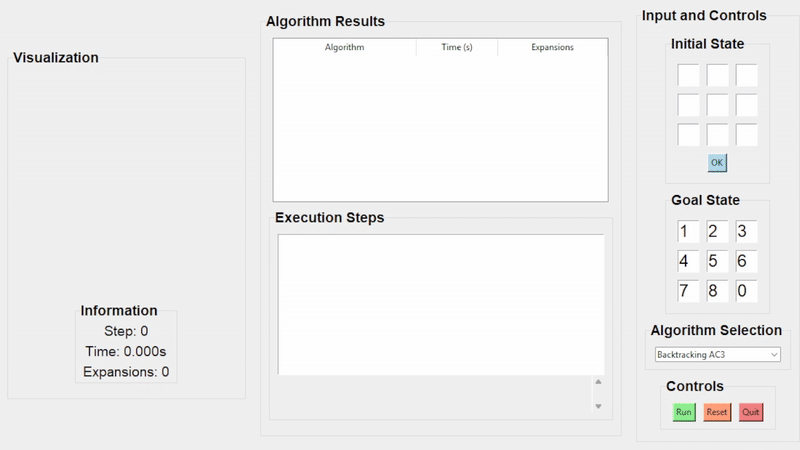 Visualization
Information
Step: 0
Time: 0.000s
Expansions: 0
Algorithm Results
Algorithm Time (s) Expansions
Execution Steps
Input and Controls
Initial State
OK
Goal State
1 2 3
4 5 6
7 8 0
Algorithm Selection
Backtracking AC3
Controls
Run Reset Quit